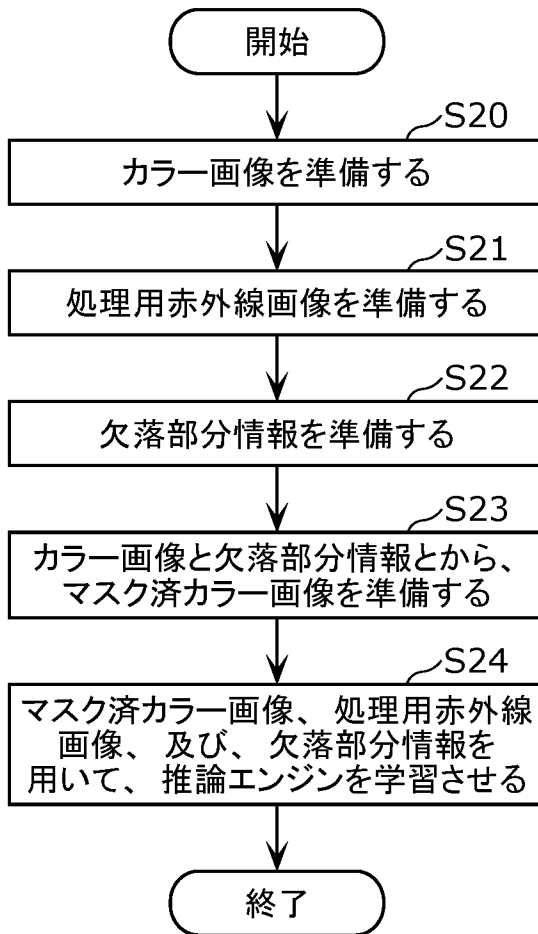 開始
S20
カラー画像を準備する
S21
処理用赤外線画像を準備する
S22
欠落部分情報を準備する
S23
カラー画像と欠落部分情報とから、
マスク済カラー画像を準備する
S24
マスク済カラー画像、処理用赤外線
画像、及び、欠落部分情報を
用いて、推論エンジンを学習させる
終了